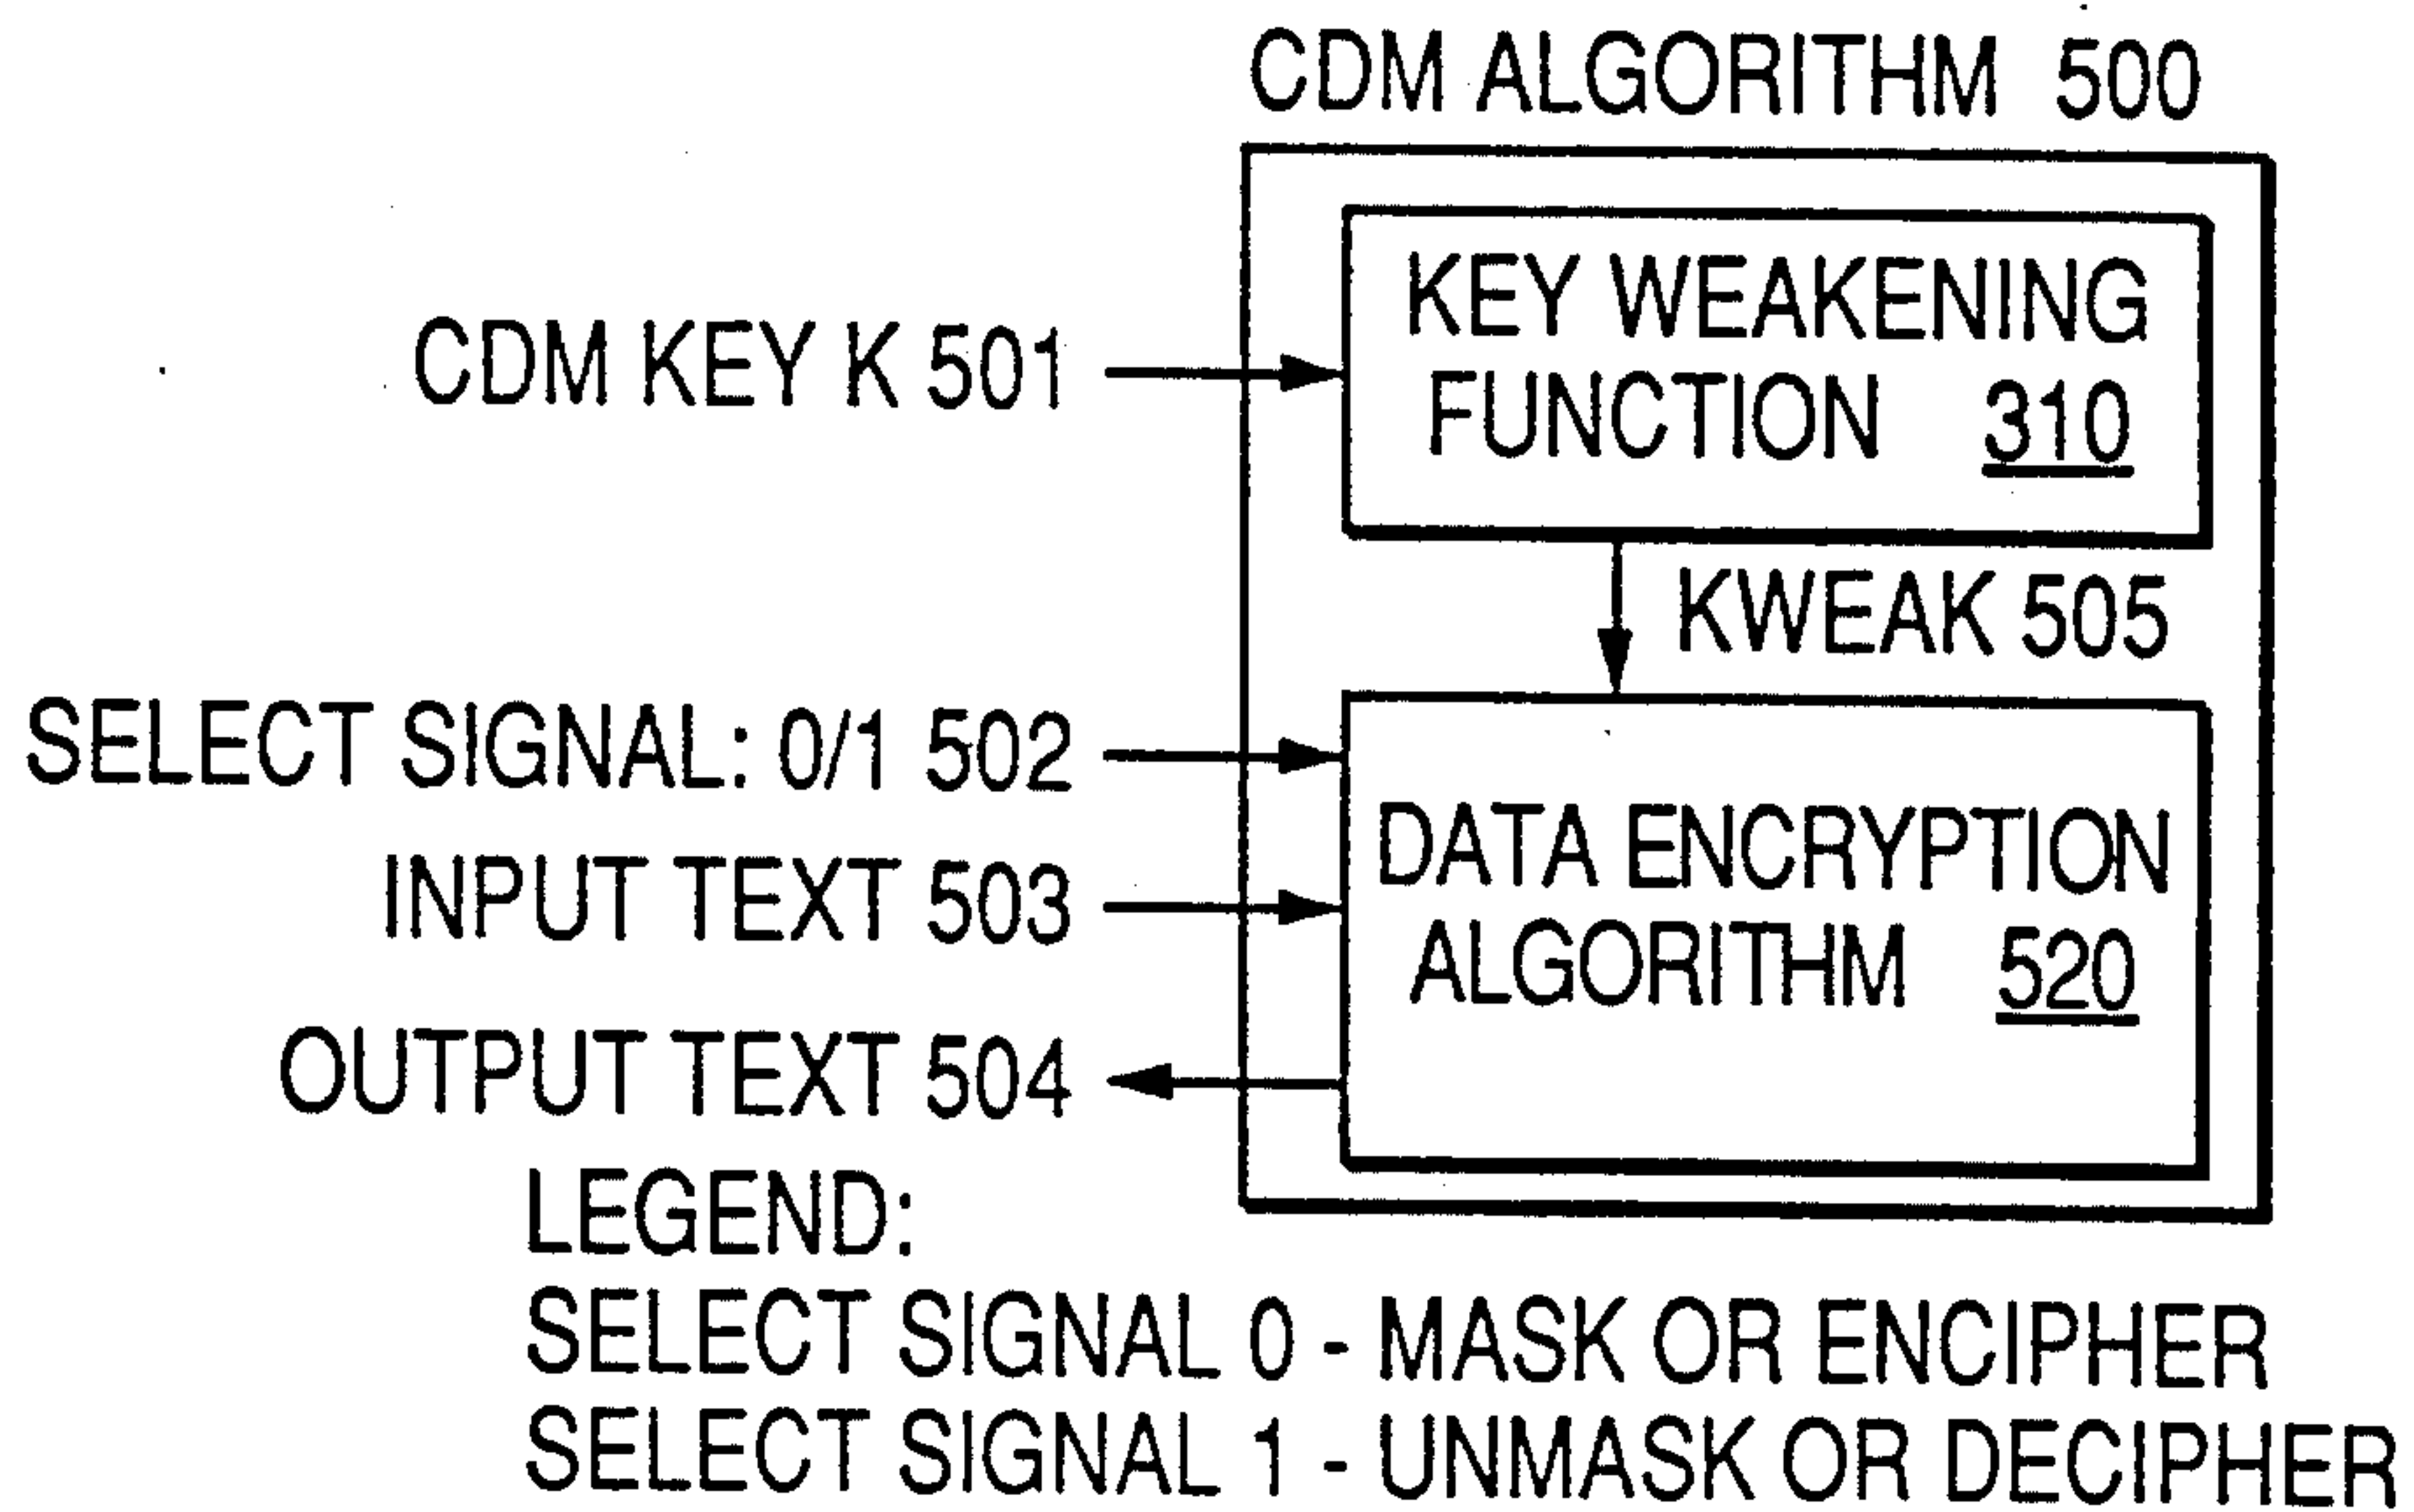 CDM ALGORITHM 500
KEY WEAKENING
FUNCTION 310
CDM KEY K 501
KWEAK 505
SELECT SIGNAL: 0/1 502
INPUT TEXT 503
DATA ENCRYPTION
ALGORITHM 520
OUTPUT TEXT 504
LEGEND:
SELECT SIGNAL 0 - MASK OR ENCIPHER
SELECT SIGNAL 1 - UNMASK OR DECIPHER